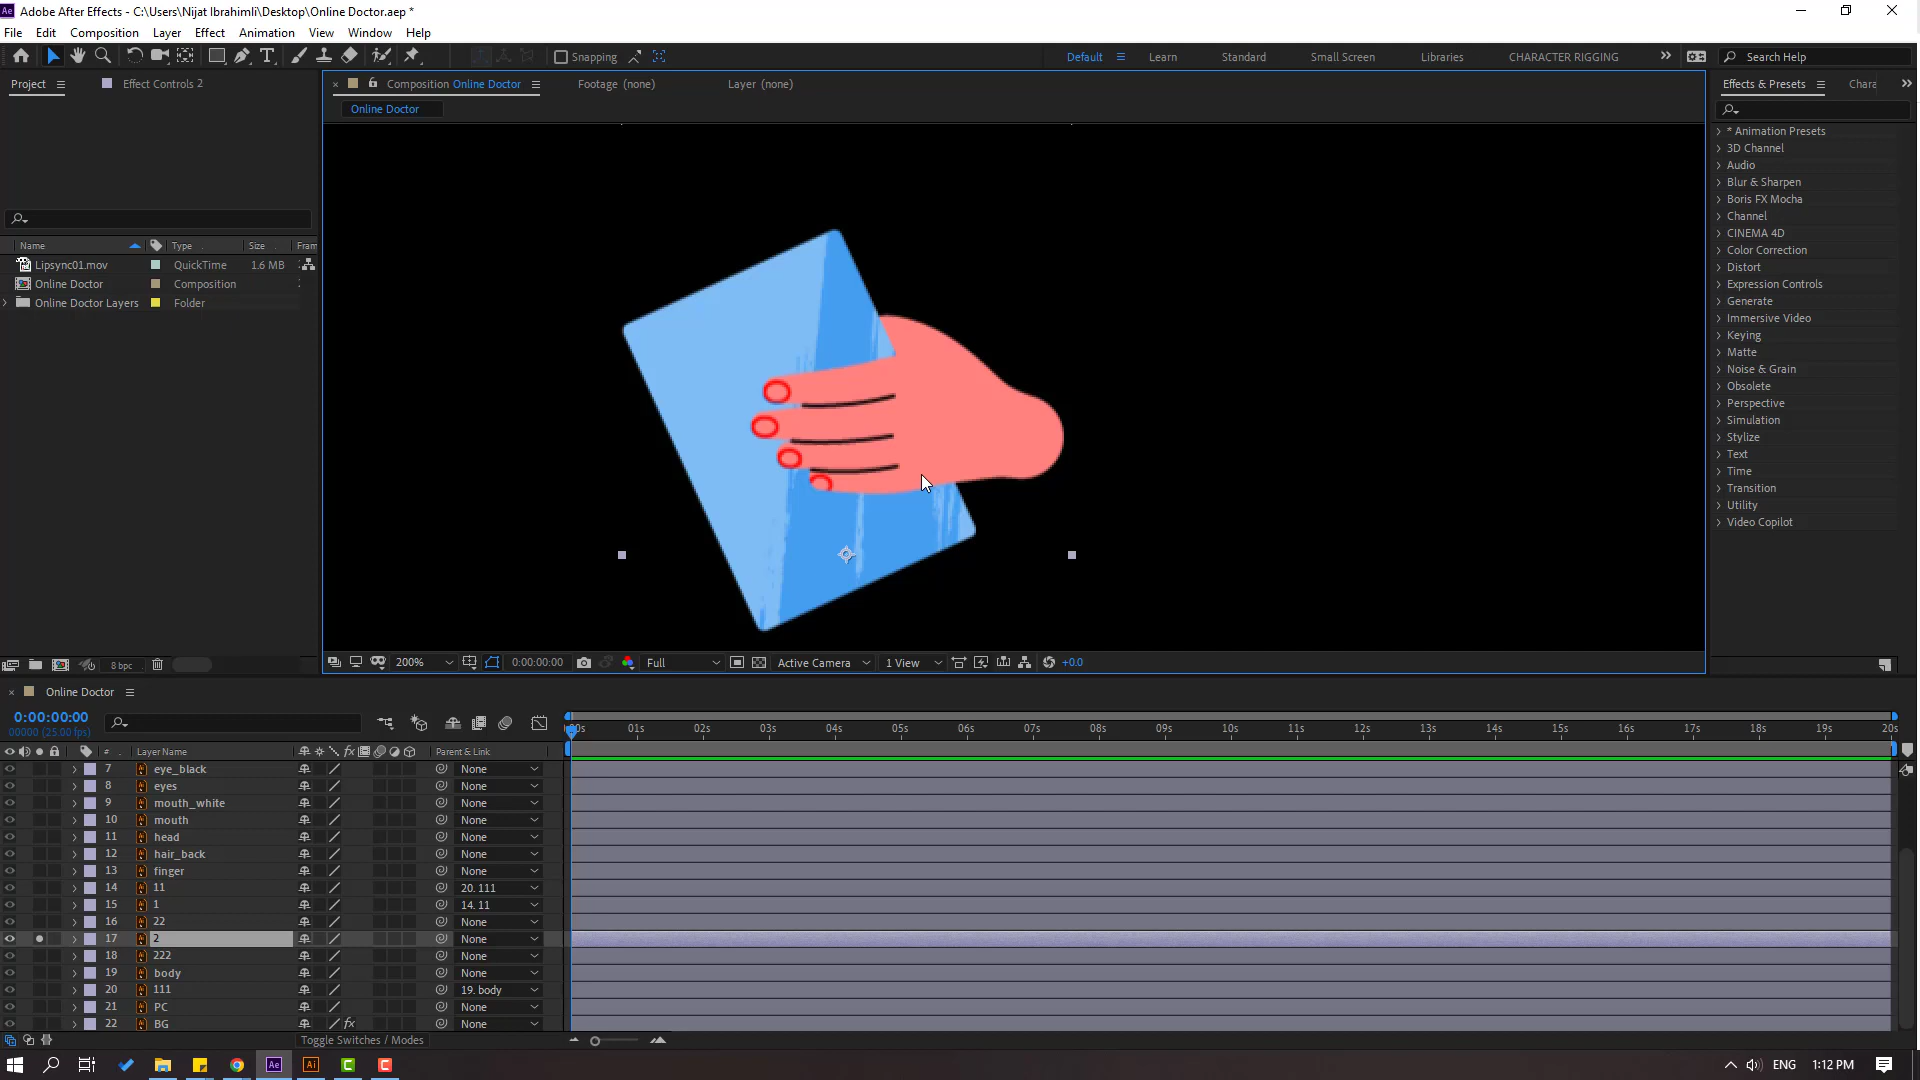 Adobe After Effects - C:\Users\Nijat Ibrahimli\Desktop\Online Doctor.aep *
File Edit Composition Layer Effect Animation View Window Help
Snapping Default Learn Standard Small Screen Libraries CHARACTER RIGGING Search Help
Project Effect Controls 2 Composition Online Doctor Footage (none) Layer (none) Effects & Presets Chara
Online Doctor
* Animation Presets
3D Channel
Audio
Blur & Sharpen
Boris FX Mocha
Channel
CINEMA 4D
Color Correction
Distort
Expression Controls
Generate
Immersive Video
Keying
Matte
Noise & Grain
Obsolete
Perspective
Simulation
Stylize
Text
Time
Transition
Utility
Video Copilot
Name Type Size Fram
Lipsync01.mov QuickTime 1.6 MB
Online Doctor Composition
Online Doctor Layers Folder
8 bpc
200% 0:00:00:00 Full Active Camera 1 View +0.0
Online Doctor
0:00:00:00
00000 (25.00 fps)
01s 02s 03s 04s 05s 06s 07s 08s 09s 10s 11s 12s 13s 14s 15s 16s 17s 18s 19s 20s
# Layer Name fx Parent & Link
7 eye_black None
8 eyes None
9 mouth_white None
10 mouth None
11 head None
12 hair_back None
13 finger None
14 11 20. 111
15 1 14. 11
16 22 None
17 2 None
18 222 None
19 body None
20 111 19. body
21 PC None
22 BG fx None
Toggle Switches / Modes
Ae Ai C C ENG 1:12 PM